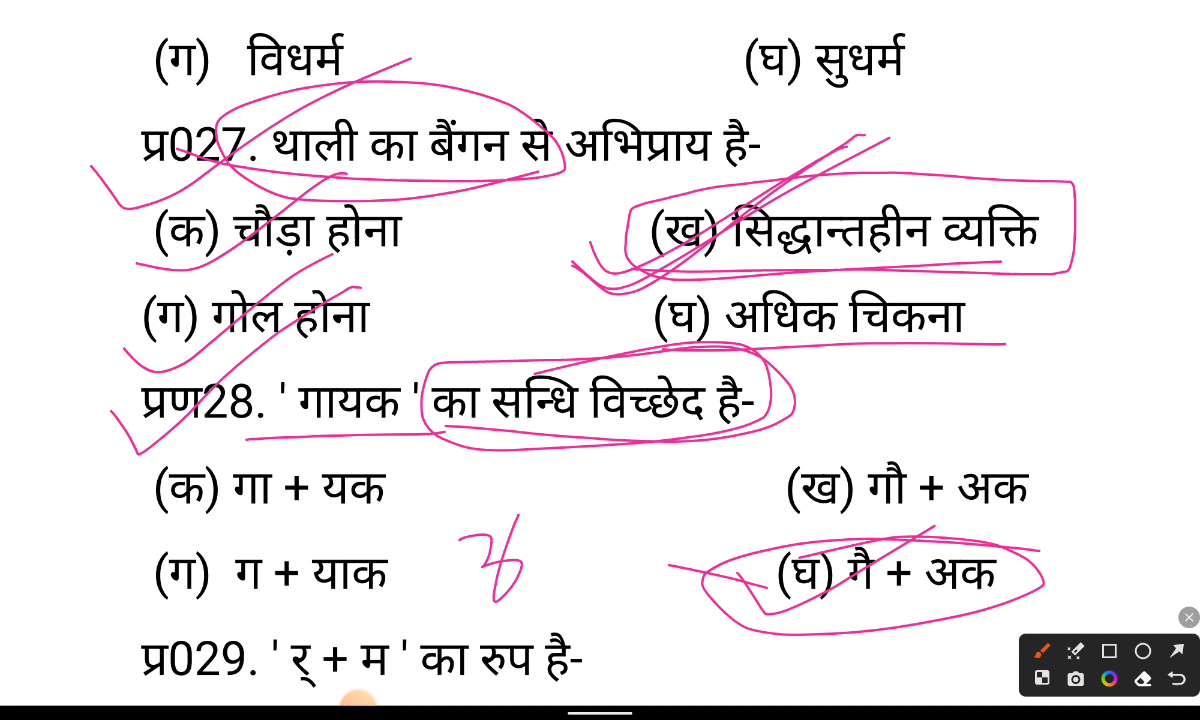 (ग) विधर्म (घ) सुधर्म
प्र027. थाली का बैंगन से अभिप्राय है-
(क) चौड़ा होना (ख) सिद्धान्तहीन व्यक्ति
(ग) गोल होना (घ) अधिक चिकना
प्रण28. ' गायक ' का सन्धि विच्छेद है-
(क) गा + यक (ख) गौ + अक
(ग) ग + याक (घ) गै + अक
प्र029. ' र् + म ' का रुप है-